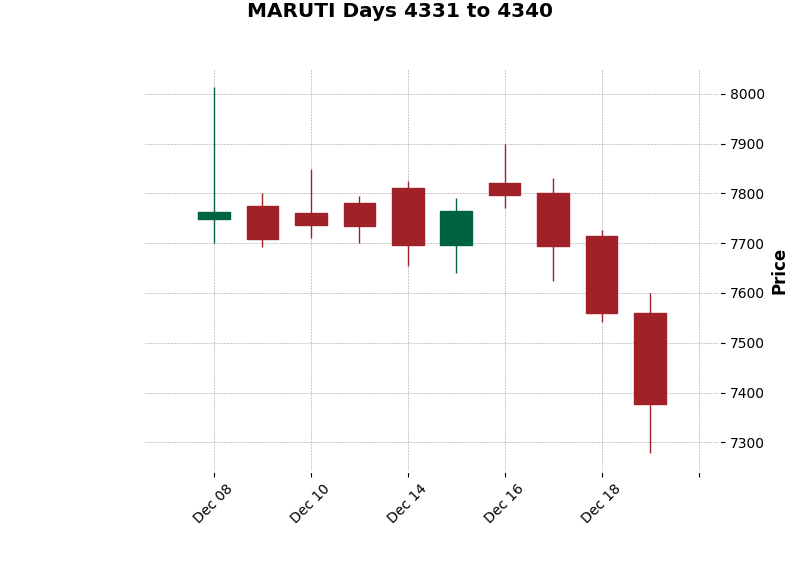 MARUTI Days 4331 to 4340
8000
7900
7800
7700
7600
7500
7400
7300
Price
Dec 08
Dec 10
Dec 14
Dec 16
Dec 18